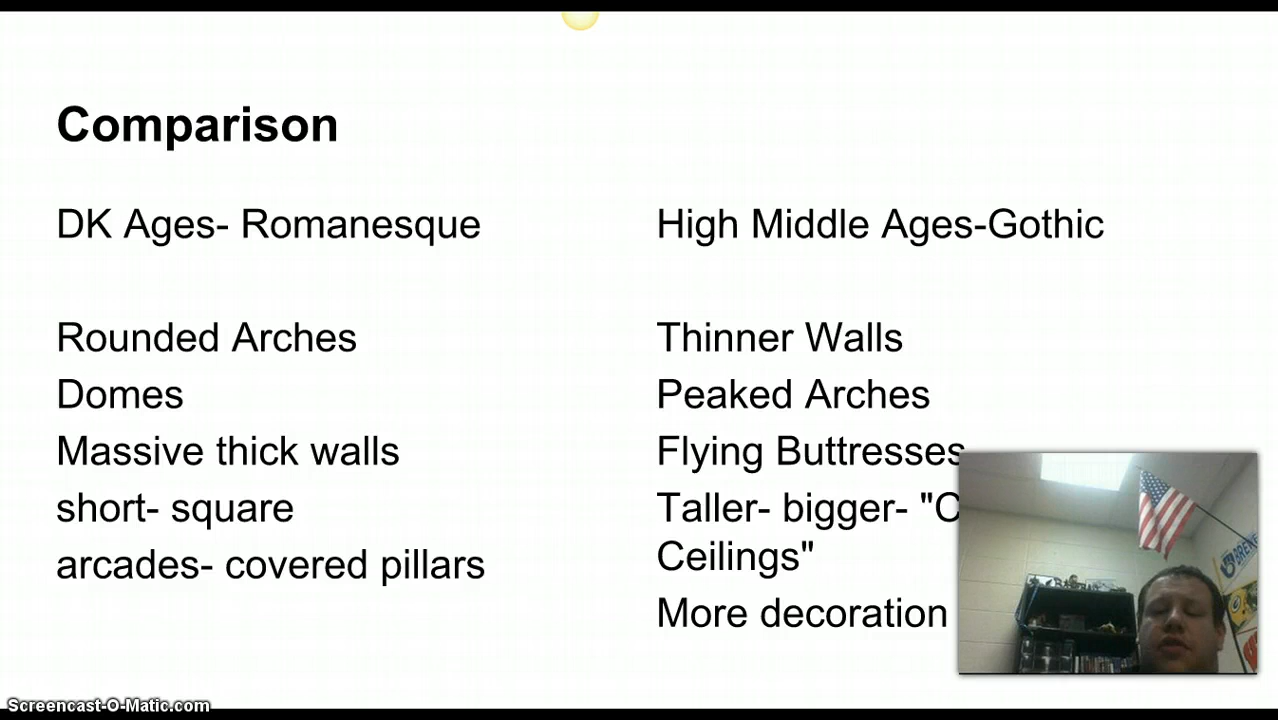 Comparison
DK Ages- Romanesque
Rounded Arches
Domes
Massive thick walls
short- square
arcades- covered pillars
High Middle Ages-Gothic
Thinner Walls
Peaked Arches
Flying Buttresses
Taller- bigger-
Ceilings"
More decoration
Screencast-O-Matic.com